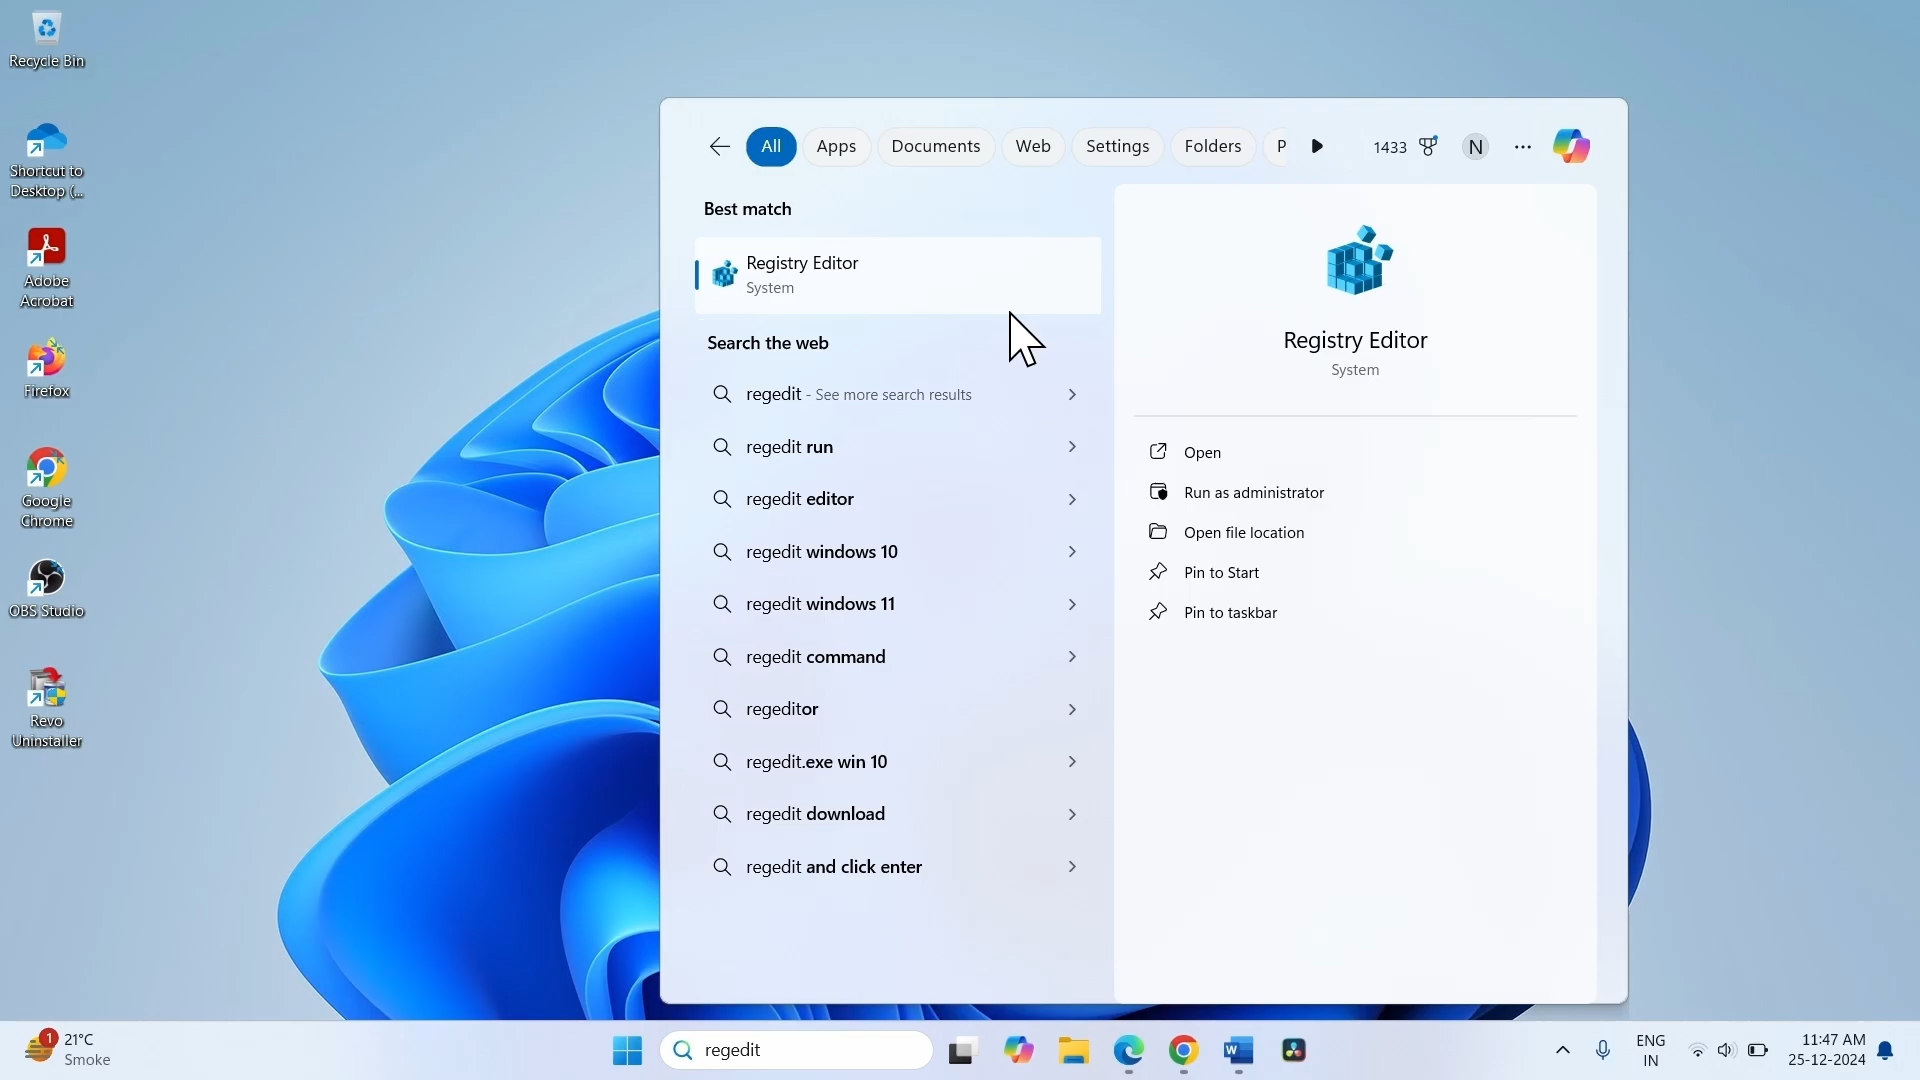 Recycle Bin
Shortcut to
Desktop (...
Adobe
Acrobat
Firefox
Google
Chrome
OBS Studio
Revo
Uninstaller
All
Apps
Documents
Web
Settings
Folders
P
1433
N
Best match
Registry Editor
System
Search the web
regedit - See more search results
regedit run
regedit editor
regedit windows 10
regedit windows 11
regedit command
regeditor
regedit.exe win 10
regedit download
regedit and click enter
Registry Editor
System
Open
Run as administrator
Open file location
Pin to Start
Pin to taskbar
1
21°C
Smoke
regedit
W
ENG
IN
11:47 AM
25-12-2024